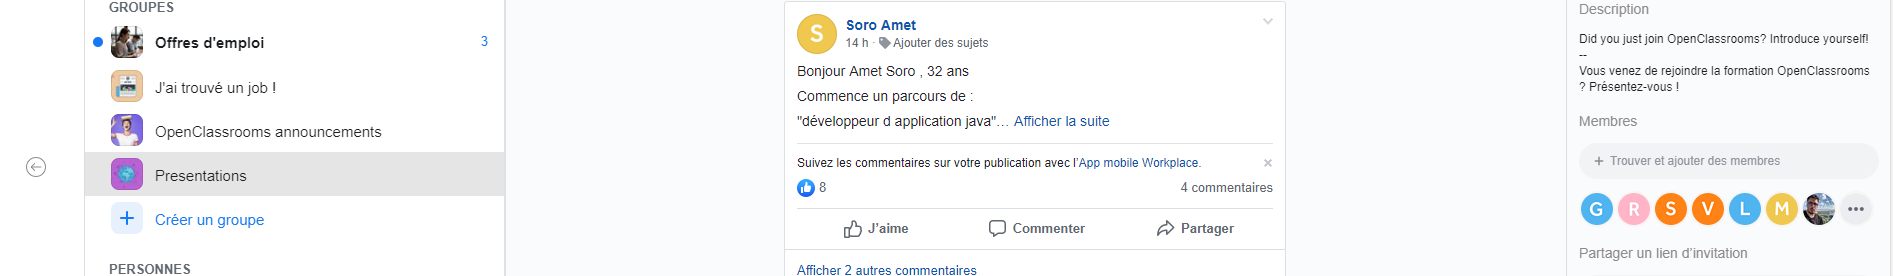 GROUPES
Offres d'emploi
3
J'ai trouvé un job !
OpenClassrooms announcements
Presentations
Créer un groupe
PERSONNES
S
Soro Amet
14 h · Ajouter des sujets
Bonjour Amet Soro , 32 ans
Commence un parcours de :
"développeur d application java"... Afficher la suite
Suivez les commentaires sur votre publication avec l'App mobile Workplace.
8
4 commentaires
J'aime
Commenter
Partager
Afficher 2 autres commentaires
Description
Did you just join OpenClassrooms? Introduce yourself!
--
Vous venez de rejoindre la formation OpenClassrooms
? Présentez-vous !
Membres
+ Trouver et ajouter des membres
G R S V L M
Partager un lien d'invitation